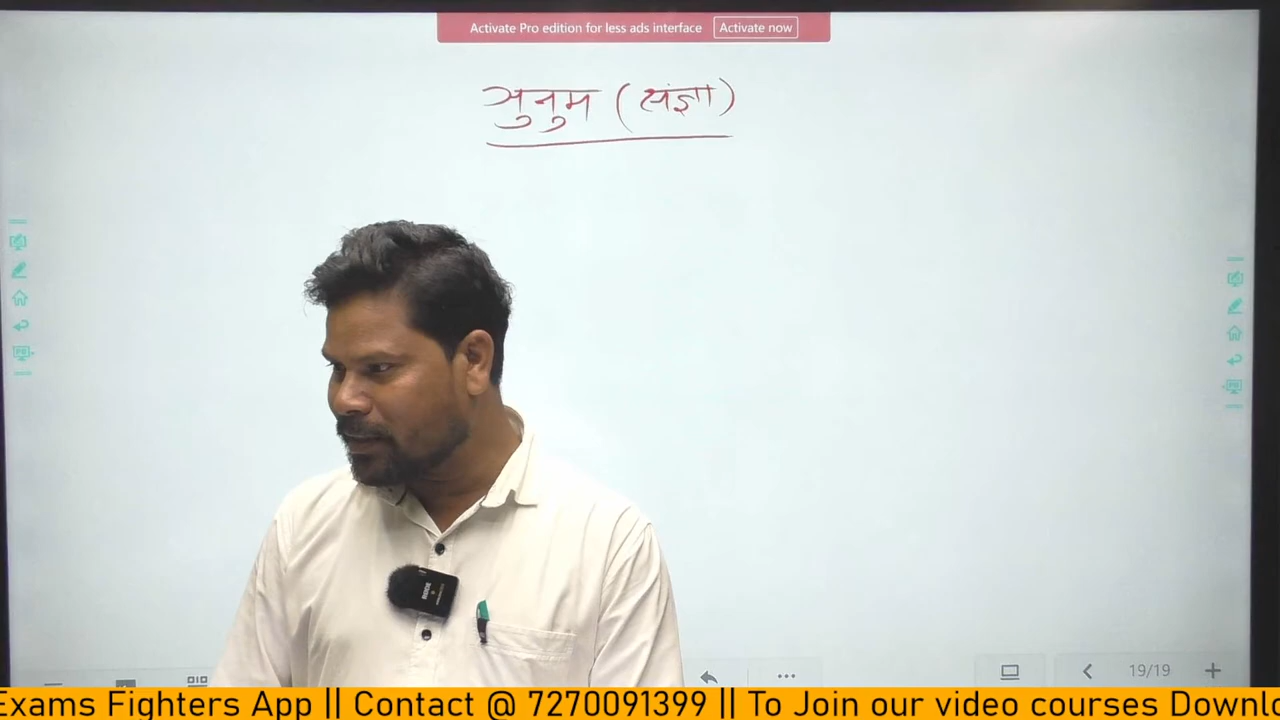 Activate Pro edition for less ads interface Activate now
ञुनुम (संज्ञा)
19/19
Exams Fighters App || Contact @ 7270091399 || To Join our video courses Downlo